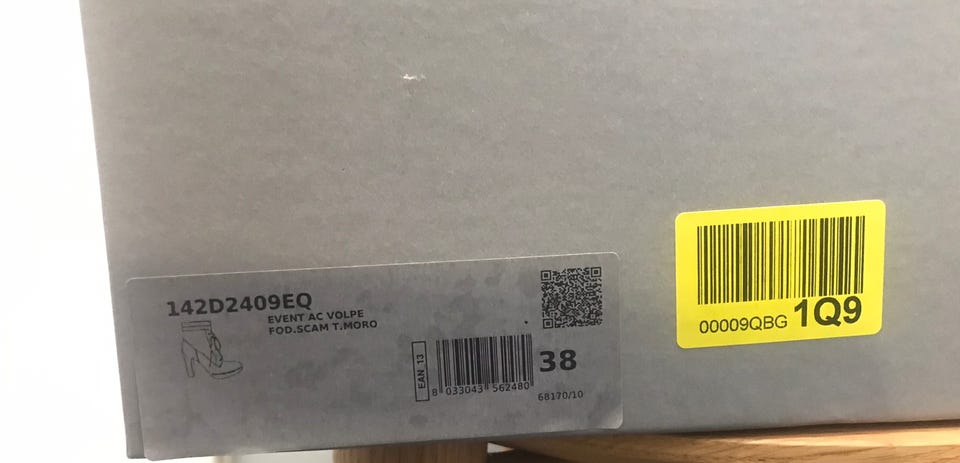 142D2409EQ
EVENT AC VOLPE
FOD.SCAM T.MORO
EAN 13
8 033043 562480
38
68170/10
00009QBG 1Q9